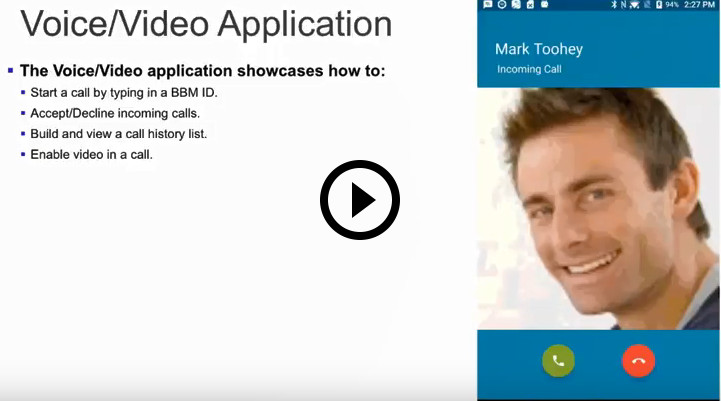 Voice/Video Application
The Voice/Video application showcases how to:
Start a call by typing in a BBM ID.
Accept/Decline incoming calls.
Build and view a call history list.
Enable video in a call.
94% 2:27 PM
Mark Toohey
Incoming Call